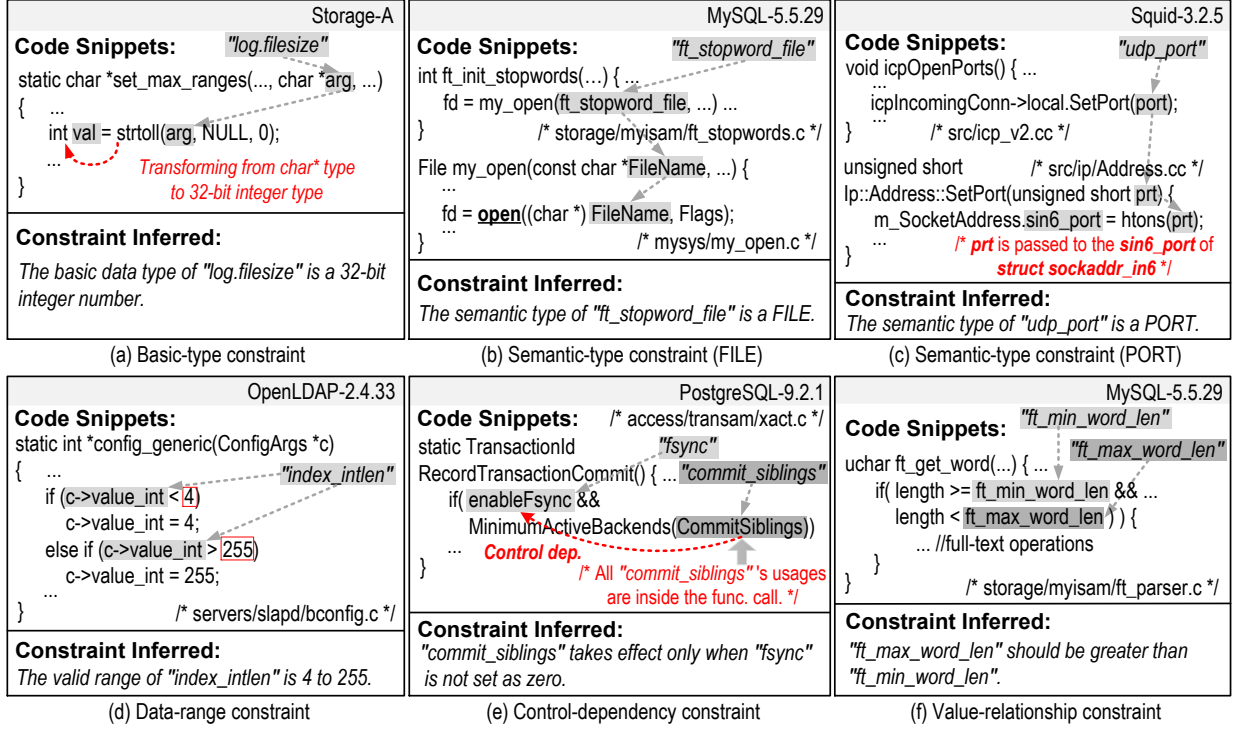 Storage-A
Code Snippets: "log.filesize"
static char *set_max_ranges(..., char *arg, ...)
{ ...
int val = strtoll(arg, NULL, 0);
...
Transforming from char* type
to 32-bit integer type
}
Constraint Inferred:
The basic data type of "log.filesize" is a 32-bit
integer number.
(a) Basic-type constraint
MySQL-5.5.29
Code Snippets: "ft_stopword_file"
int ft_init_stopwords(...) { ...
fd = my_open(ft_stopword_file, ...) ...
} /* storage/myisam/ft_stopwords.c */
File my_open(const char *FileName, ...) {
...
fd = open((char *) FileName, Flags);
...
} /* mysys/my_open.c */
Constraint Inferred:
The semantic type of "ft_stopword_file" is a FILE.
(b) Semantic-type constraint (FILE)
Squid-3.2.5
Code Snippets: "udp_port"
void icpOpenPorts() { ...
...
icpIncomingConn->local.SetPort(port);
...
} /* src/icp_v2.cc */
unsigned short /* src/ip/Address.cc */
Ip::Address::SetPort(unsigned short prt) {
m_SocketAddress.sin6_port = htons(prt);
...
/* prt is passed to the sin6_port of
} struct sockaddr_in6 */
Constraint Inferred:
The semantic type of "udp_port" is a PORT.
(c) Semantic-type constraint (PORT)
OpenLDAP-2.4.33
Code Snippets:
static int *config_generic(ConfigArgs *c)
{ ...
"index_intlen"
if (c->value_int < 4)
c->value_int = 4;
else if (c->value_int > 255)
c->value_int = 255;
...
} /* servers/slapd/bconfig.c */
Constraint Inferred:
The valid range of "index_intlen" is 4 to 255.
(d) Data-range constraint
PostgreSQL-9.2.1
Code Snippets: /* access/transam/xact.c */
static TransactionId "fsync"
RecordTransactionCommit() { ... "commit_siblings"
if( enableFsync &&
MinimumActiveBackends(CommitSiblings))
... Control dep.
} /* All "commit_siblings" 's usages
are inside the func. call. */
Constraint Inferred:
"commit_siblings" takes effect only when "fsync"
is not set as zero.
(e) Control-dependency constraint
MySQL-5.5.29
"ft_min_word_len"
Code Snippets:
"ft_max_word_len"
uchar ft_get_word(...) { ...
if( length >= ft_min_word_len && ...
length < ft_max_word_len ) ) {
... //full-text operations
}
} /* storage/myisam/ft_parser.c */
Constraint Inferred:
"ft_max_word_len" should be greater than
"ft_min_word_len".
(f) Value-relationship constraint